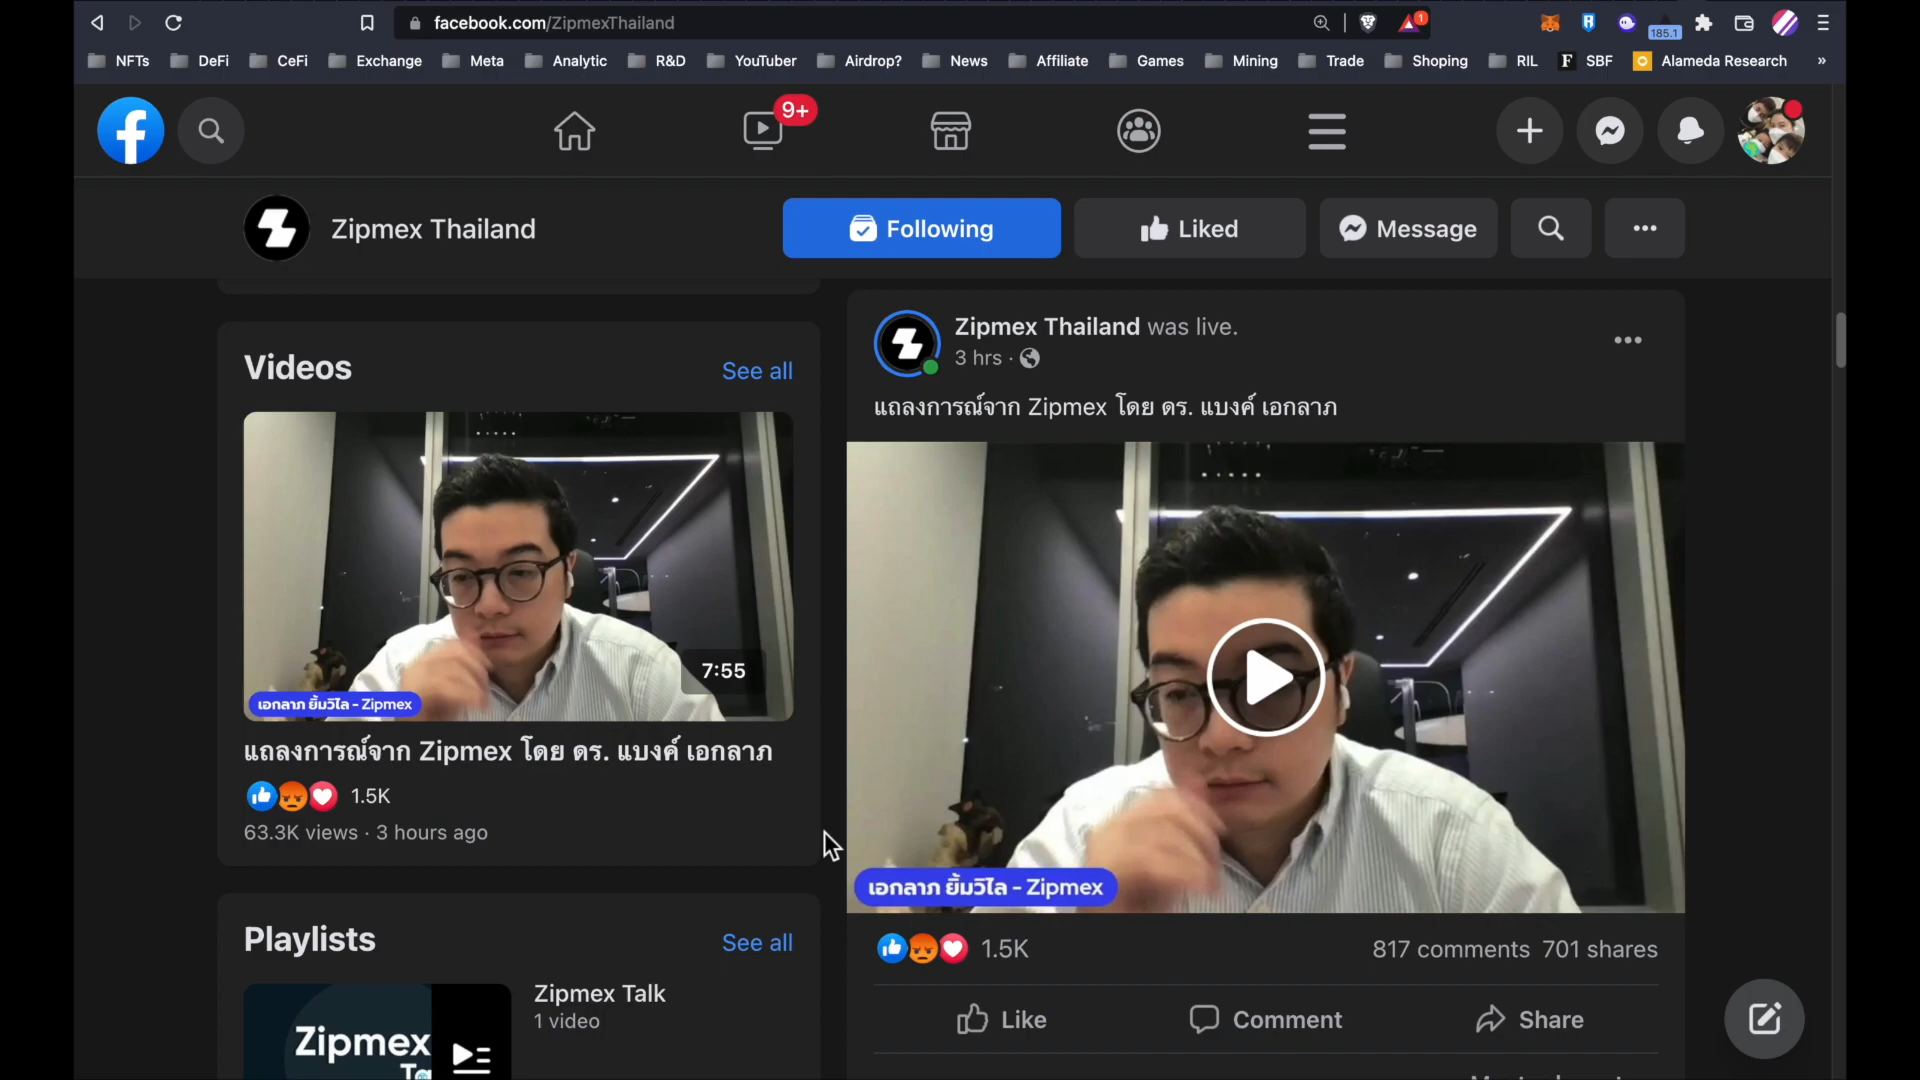 facebook.com/ZipmexThailand
1
185.1
NFTs DeFi CeFi Exchange Meta Analytic R&D YouTuber Airdrop? News Affiliate Games Mining Trade Shoping RIL SBF Alameda Research »
9+
Zipmex Thailand
Following
Liked
Message
Videos
See all
7:55
เอกลาภ ยิ้มวิไล - Zipmex
แถลงการณ์จาก Zipmex โดย ดร. แบงค์ เอกลาภ
1.5K
63.3K views · 3 hours ago
Playlists
See all
Zipmex
Zipmex Talk
1 video
Zipmex Thailand was live.
3 hrs ·
แถลงการณ์จาก Zipmex โดย ดร. แบงค์ เอกลาภ
เอกลาภ ยิ้มวิไล - Zipmex
1.5K
817 comments 701 shares
Like
Comment
Share